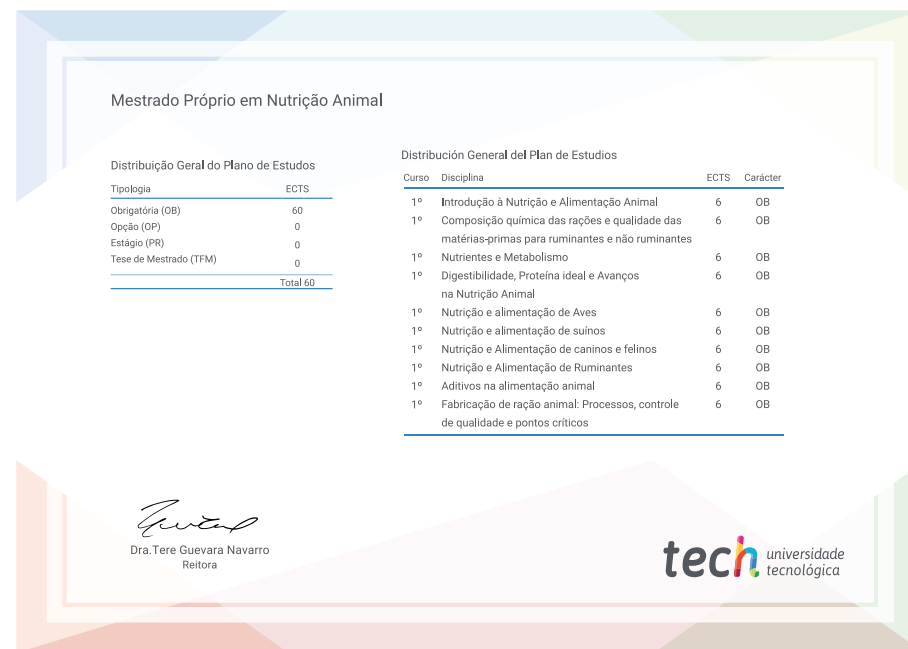 Mestrado Próprio em Nutrição Animal
Distribuição Geral do Plano de Estudos
Tipologia ECTS
Obrigatória (OB) 60
Opção (OP) 0
Estágio (PR) 0
Tese de Mestrado (TFM) 0
Total 60
Distribución General del Plan de Estudios
Curso Disciplina ECTS Carácter
1º Introdução à Nutrição e Alimentação Animal 6 OB
1º Composição química das rações e qualidade das 6 OB
matérias-primas para ruminantes e não ruminantes
1º Nutrientes e Metabolismo 6 OB
1º Digestibilidade, Proteína ideal e Avanços 6 OB
na Nutrição Animal
1º Nutrição e alimentação de Aves 6 OB
1º Nutrição e alimentação de suínos 6 OB
1º Nutrição e Alimentação de caninos e felinos 6 OB
1º Nutrição e Alimentação de Ruminantes 6 OB
1º Aditivos na alimentação animal 6 OB
1º Fabricação de ração animal: Processos, controle 6 OB
de qualidade e pontos críticos
Dra.Tere Guevara Navarro
Reitora
tech universidade
tecnológica